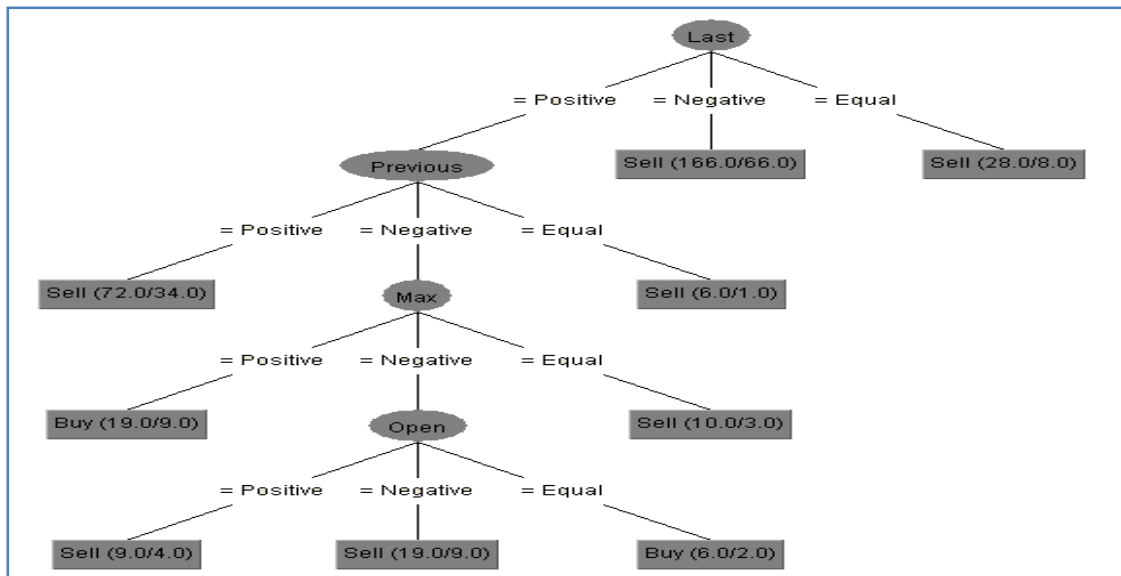 Last
= Positive = Negative = Equal
Previous Sell (166.0/66.0) Sell (28.0/8.0)
= Positive = Negative = Equal
Sell (72.0/34.0) Max Sell (6.0/1.0)
= Positive = Negative = Equal
Buy (19.0/9.0) Open Sell (10.0/3.0)
= Positive = Negative = Equal
Sell (9.0/4.0) Sell (19.0/9.0) Buy (6.0/2.0)